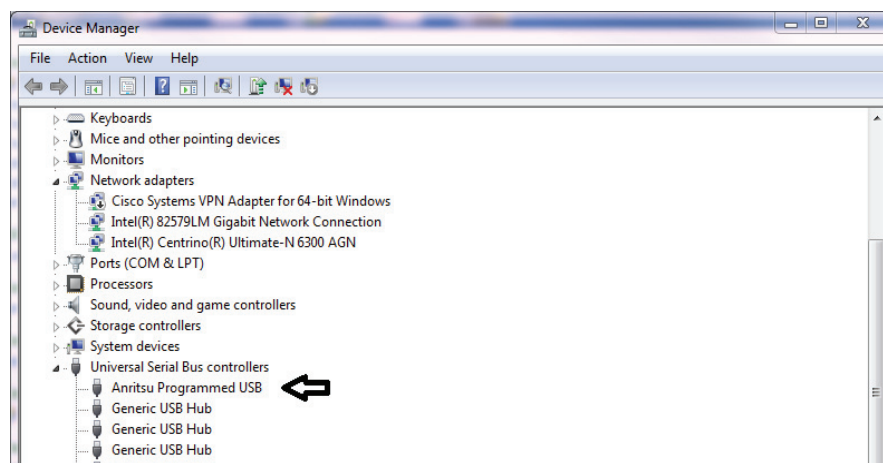 Device Manager
File Action View Help
Keyboards
Mice and other pointing devices
Monitors
Network adapters
Cisco Systems VPN Adapter for 64-bit Windows
Intel(R) 82579LM Gigabit Network Connection
Intel(R) Centrino(R) Ultimate-N 6300 AGN
Ports (COM & LPT)
Processors
Sound, video and game controllers
Storage controllers
System devices
Universal Serial Bus controllers
Anritsu Programmed USB
Generic USB Hub
Generic USB Hub
Generic USB Hub